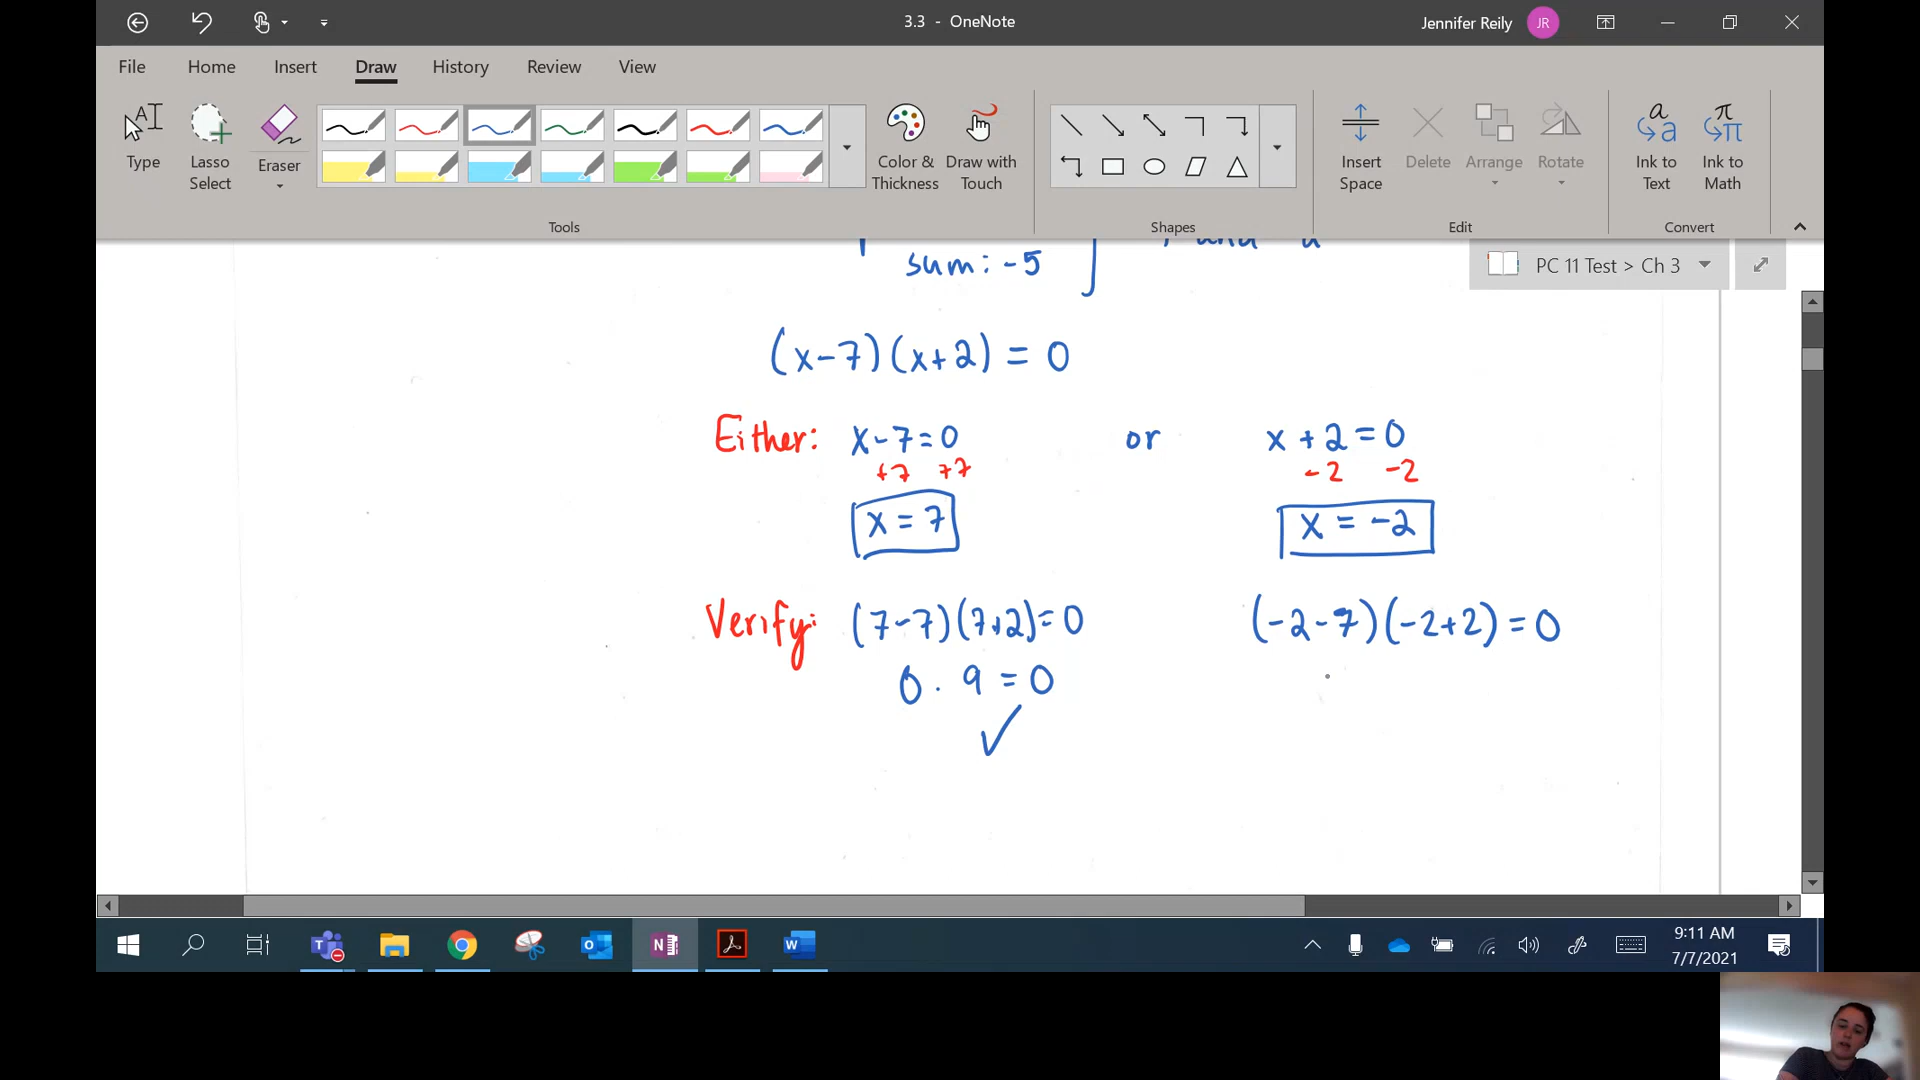 3.3 - OneNote
Jennifer Reily
JR
File Home Insert Draw History Review View
Type
Lasso Select
Eraser
Color & Thickness
Draw with Touch
Insert Space
Delete
Arrange
Rotate
Ink to Text
Ink to Math
Tools
Shapes
Edit
Convert
PC 11 Test > Ch 3
sum: -5
(x-7)(x+2) = 0
Either: x-7=0 or x+2=0
+7 +7 -2 -2
x = 7 x = -2
Verify: (7-7)(7+2)=0 (-2-7)(-2+2)=0
0 · 9 = 0
✓
9:11 AM
7/7/2021